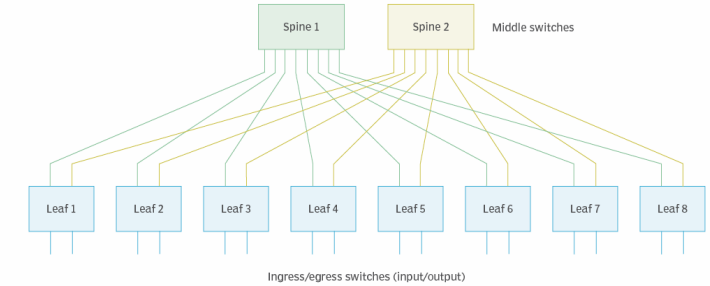 Spine 1
Spine 2
Middle switches
Leaf 1
Leaf 2
Leaf 3
Leaf 4
Leaf 5
Leaf 6
Leaf 7
Leaf 8
Ingress/egress switches (input/output)